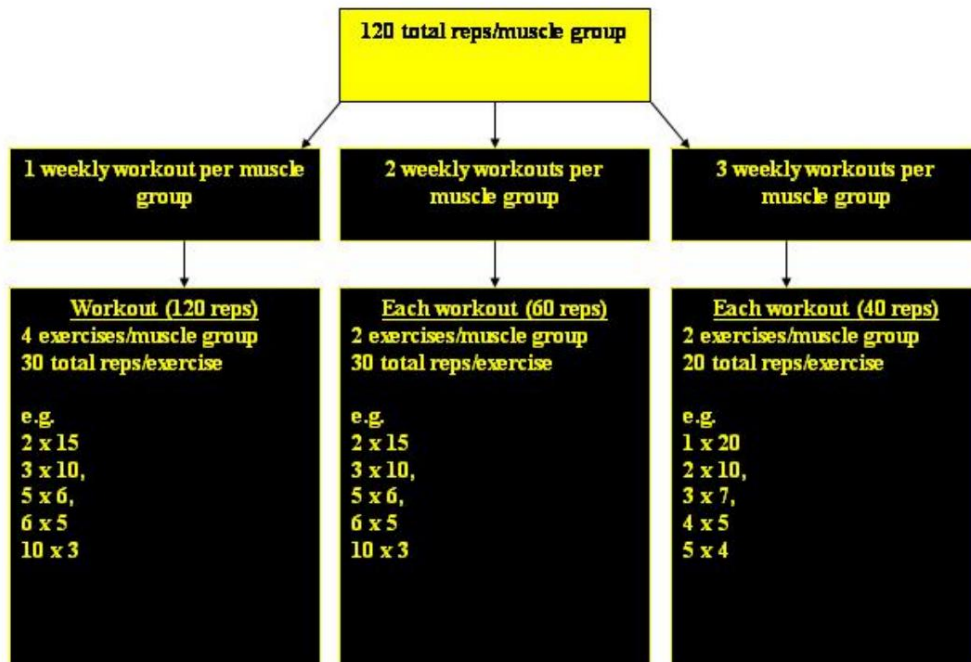 120 total reps/muscle group
1 weekly workout per muscle
group
2 weekly workouts per
muscle group
3 weekly workouts per
muscle group
Workout (120 reps)
4 exercises/muscle group
30 total reps/exercise
e.g.
2 x 15
3 x 10,
5 x 6,
6 x 5
10 x 3
Each workout (60 reps)
2 exercises/muscle group
30 total reps/exercise
e.g.
2 x 15
3 x 10,
5 x 6,
6 x 5
10 x 3
Each workout (40 reps)
2 exercises/muscle group
20 total reps/exercise
e.g.
1 x 20
2 x 10,
3 x 7,
4 x 5
5 x 4